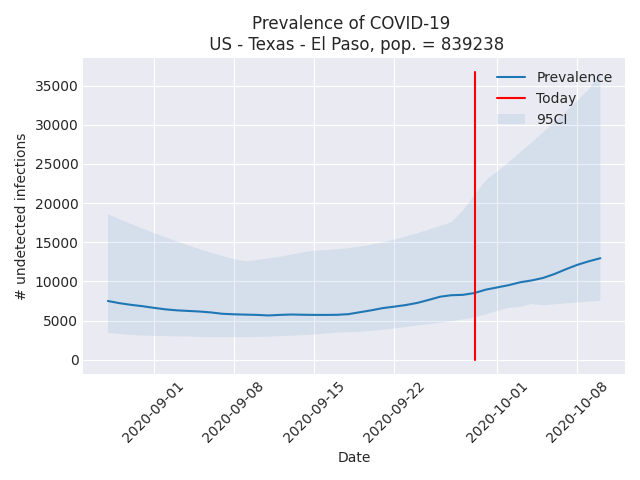 Prevalence of COVID-19
US - Texas - El Paso, pop. = 839238
Prevalence
Today
95CI
35000
30000
25000
20000
15000
10000
5000
0
# undetected infections
2020-09-01
2020-09-08
2020-09-15
2020-09-22
2020-10-01
2020-10-08
Date